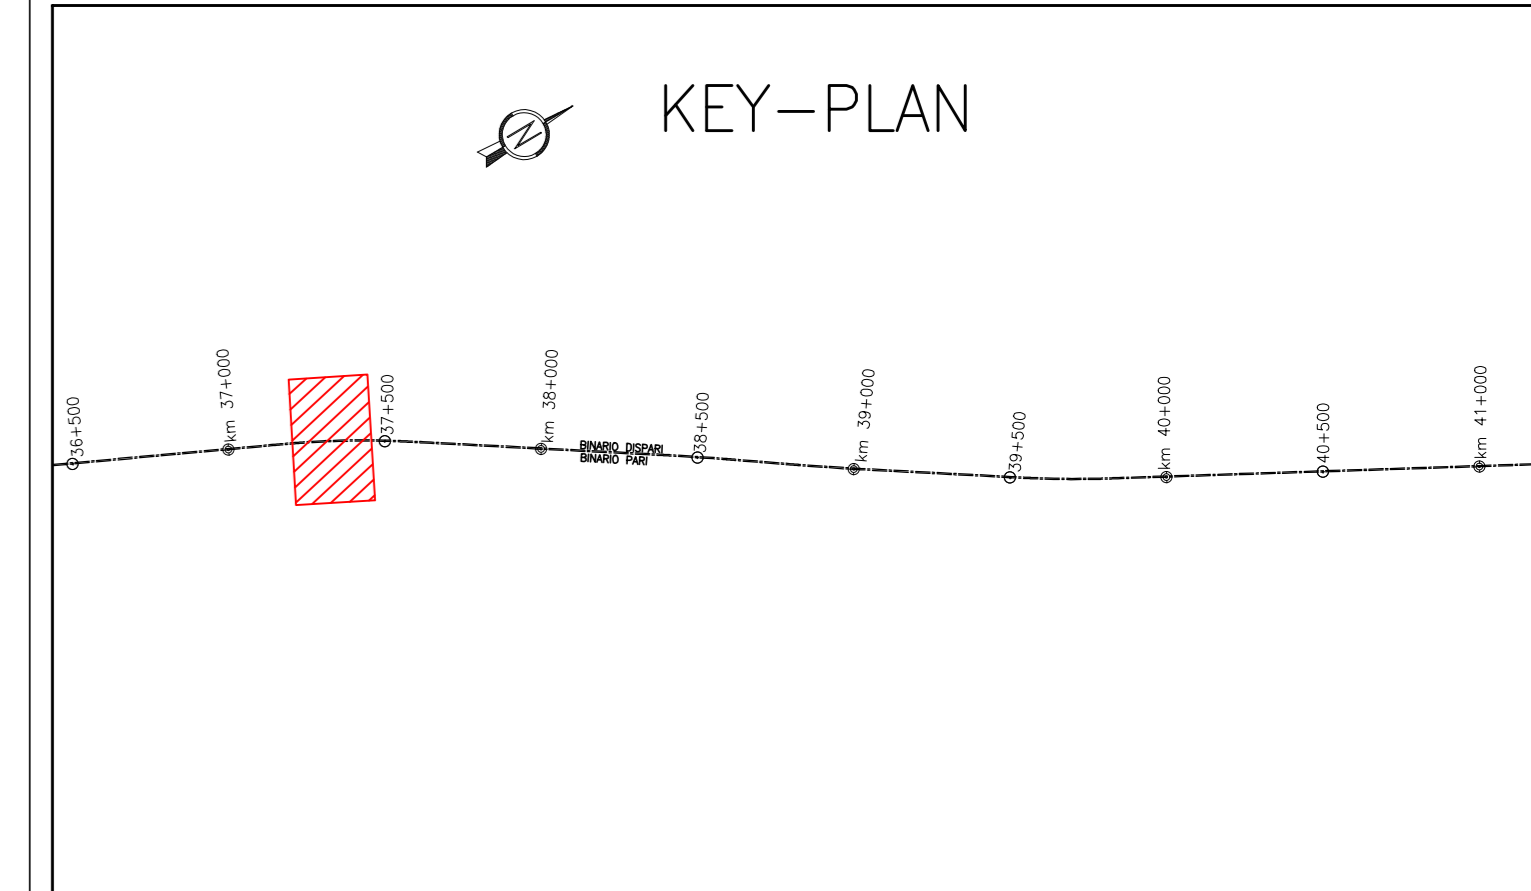 KEY-PLAN
N
36+500
km 37+000
37+500
km 38+000
BINARIO DISPARI
BINARIO PARI
38+500
km 39+000
39+500
km 40+000
40+500
km 41+000